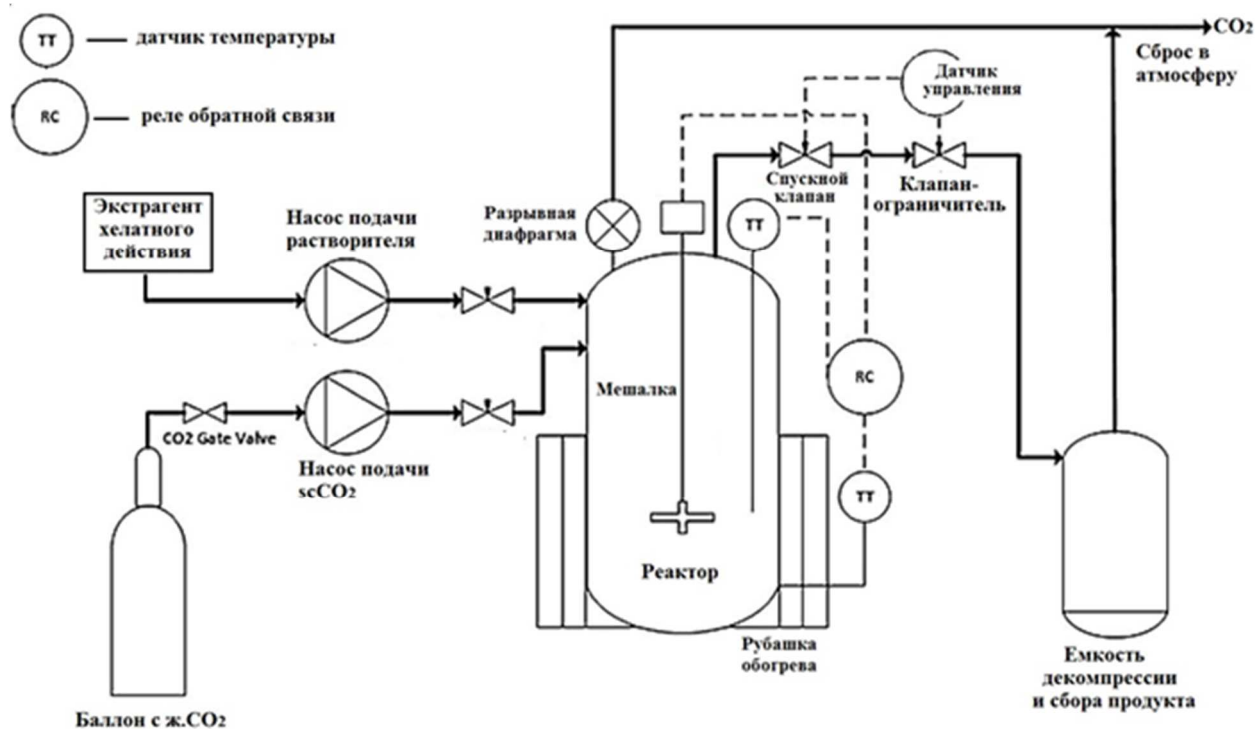 TT
датчик температуры
RC
реле обратной связи
CO2
Сброс в
атмосферу
Датчик
управления
Спускной
клапан
Клапан-
ограничитель
Экстрагент
хелатного
действия
Насос подачи
растворителя
Разрывная
диафрагма
TT
RC
Мешалка
CO2 Gate Valve
Насос подачи
scCO2
TT
Реактор
Рубашка
обогрева
Емкость
декомпрессии
и сбора продукта
Баллон с ж.CO2